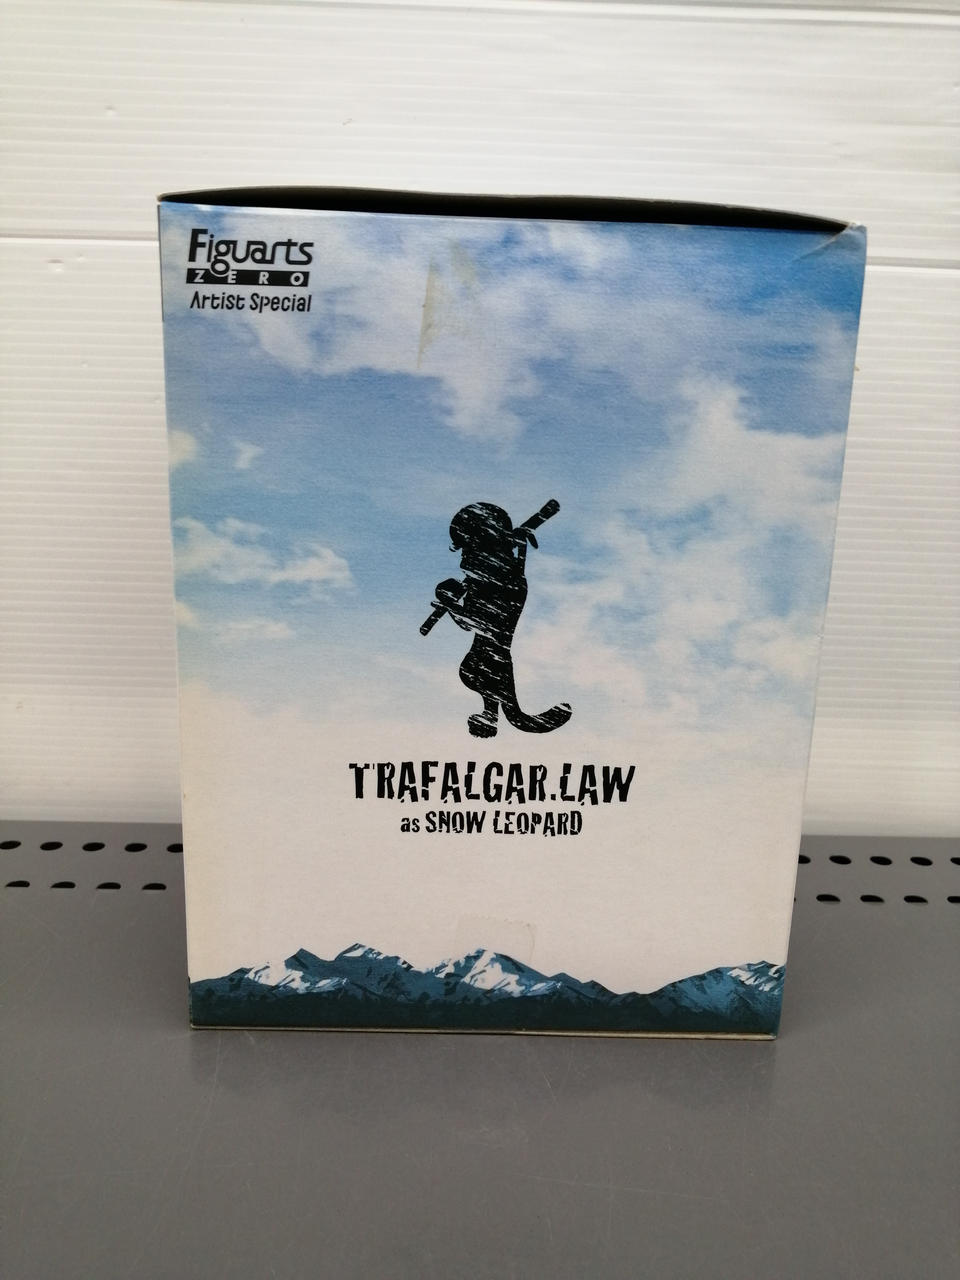 Figuarts
ZERO
Artist Special
TRAFALGAR.LAW
as SNOW LEOPARD